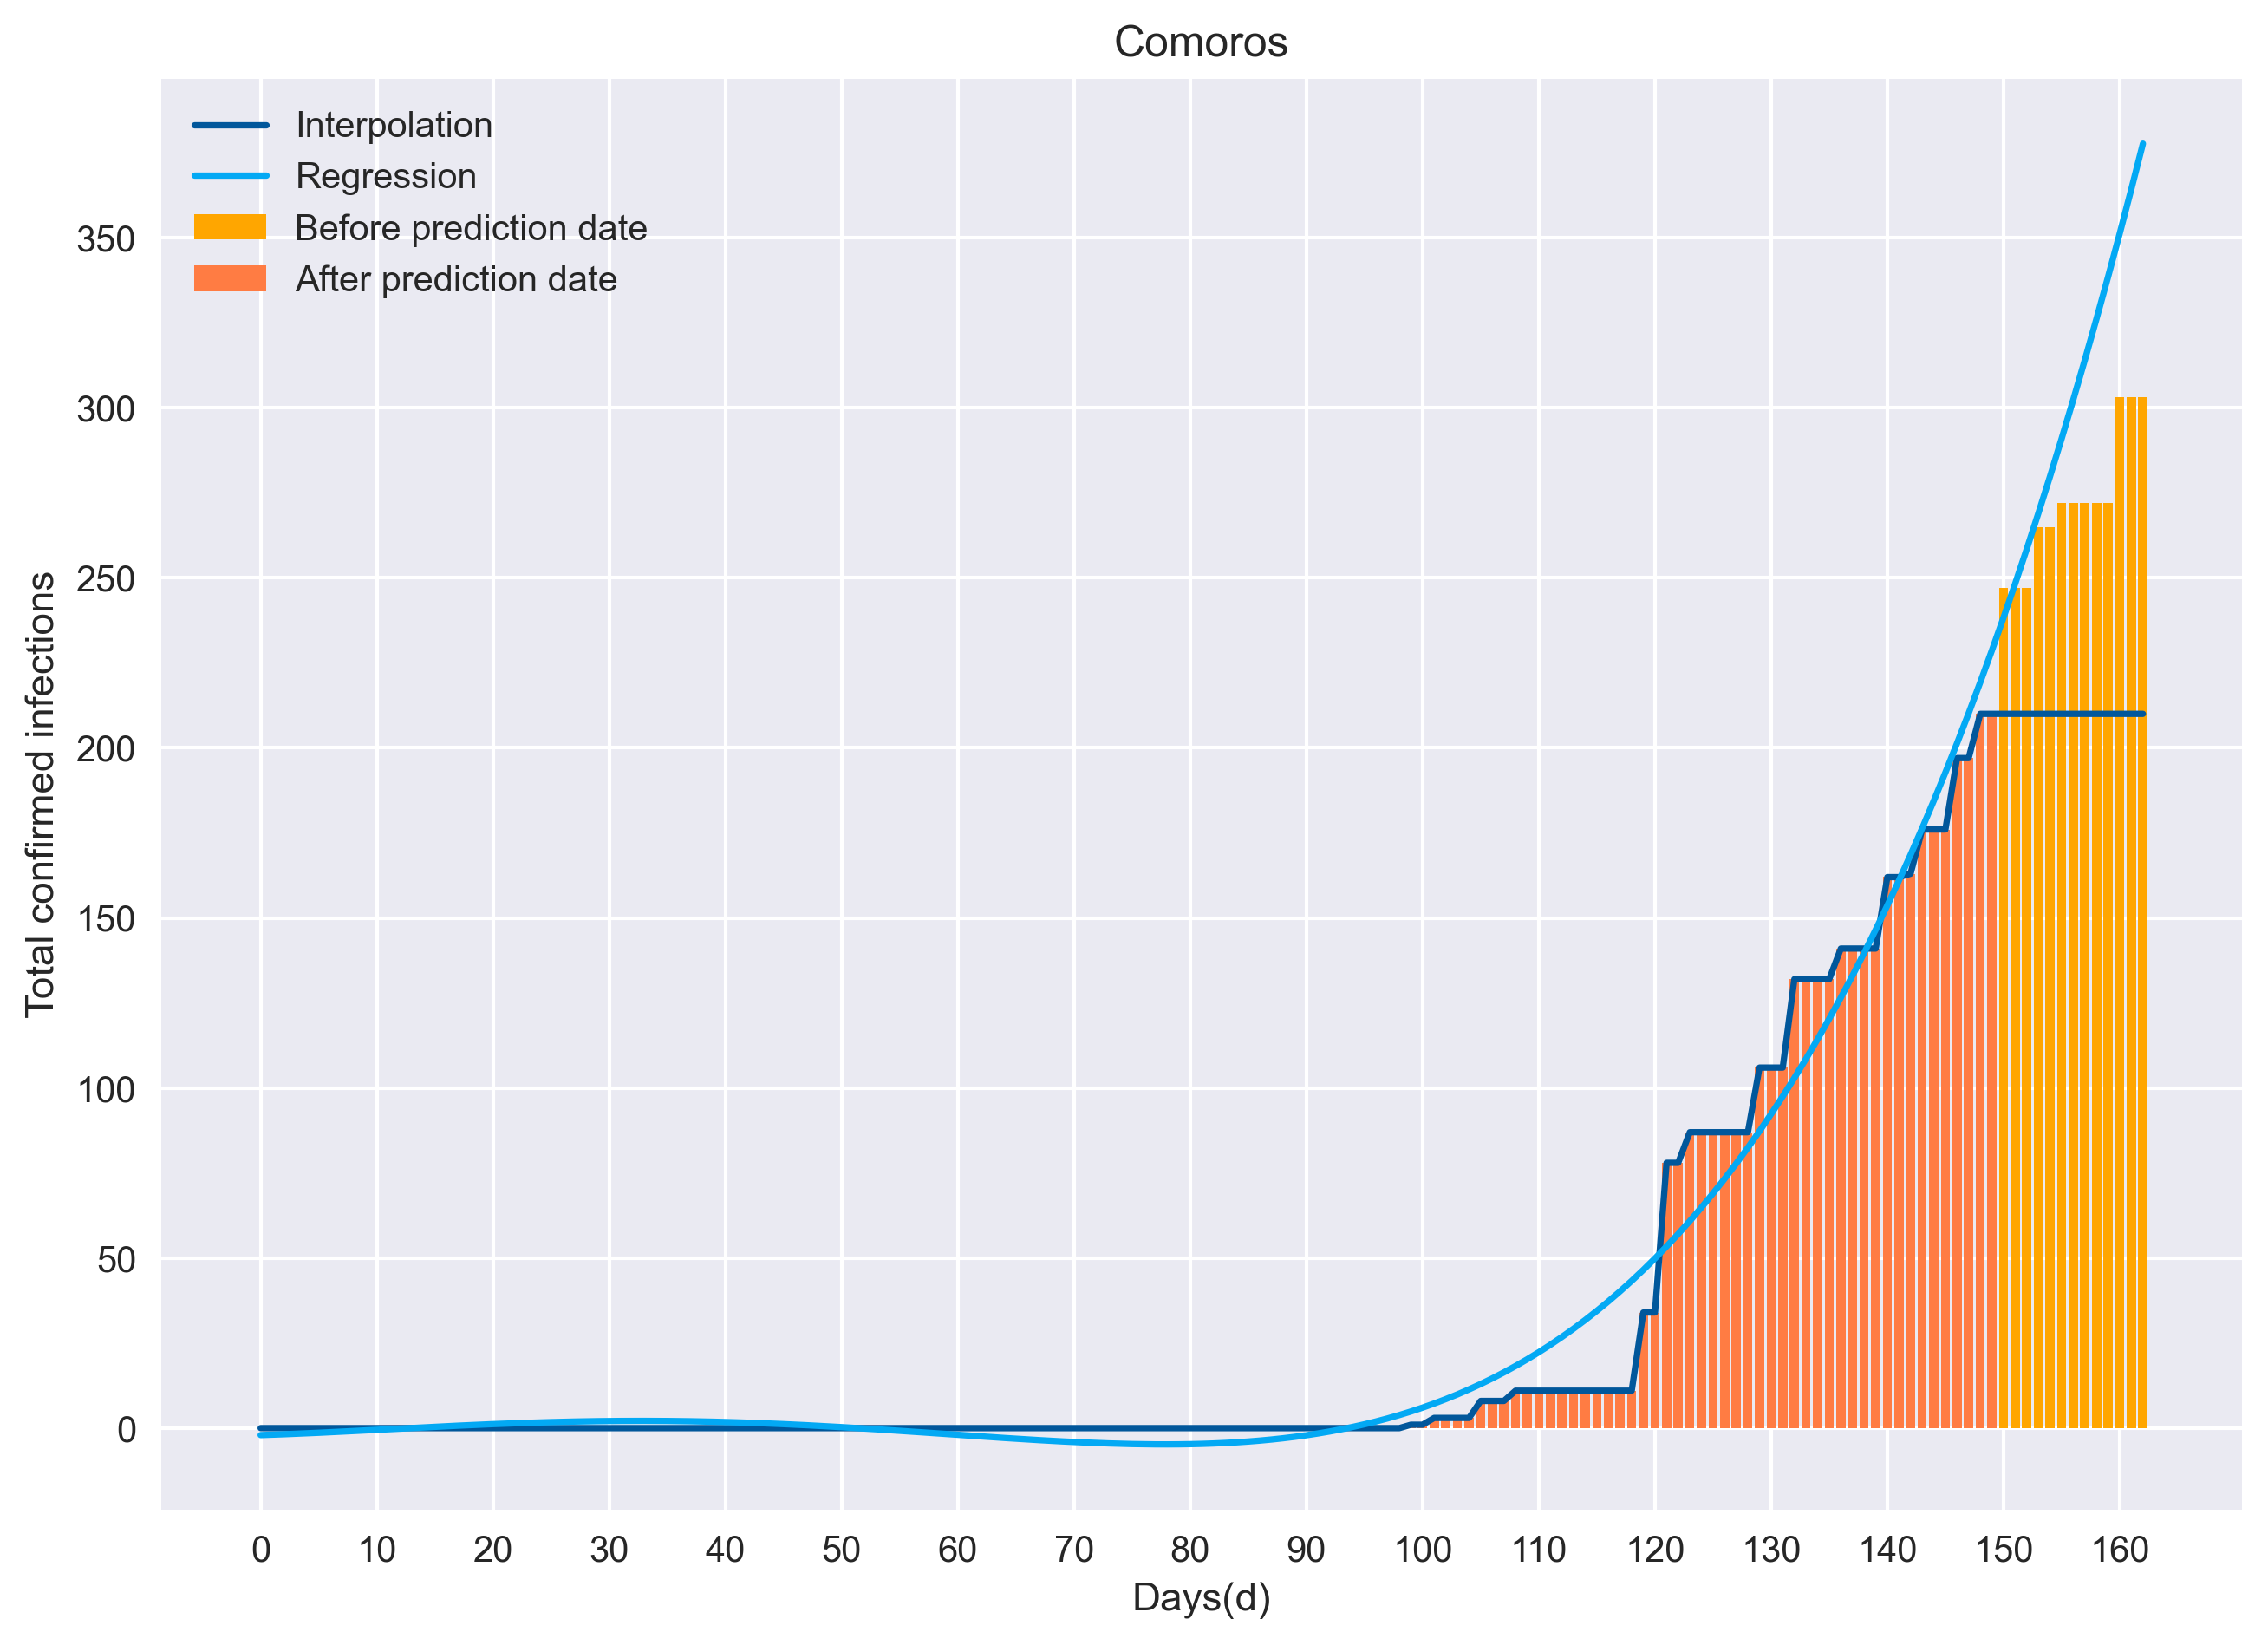 Comoros
Interpolation
Regression
Before prediction date
After prediction date
Total confirmed infections
350
300
250
200
150
100
50
0
0 10 20 30 40 50 60 70 80 90 100 110 120 130 140 150 160
Days(d)